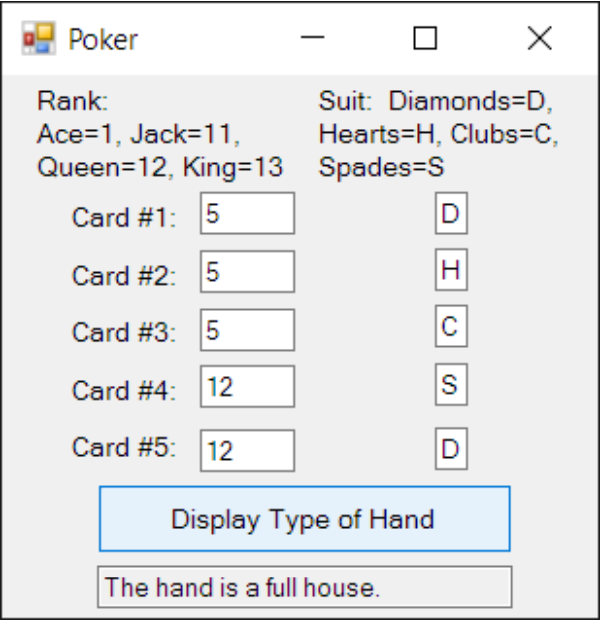 Poker
Rank:
Ace=1, Jack=11,
Queen=12, King=13
Suit: Diamonds=D,
Hearts=H, Clubs=C,
Spades=S
Card #1: 5 D
Card #2: 5 H
Card #3: 5 C
Card #4: 12 S
Card #5: 12 D
Display Type of Hand
The hand is a full house.